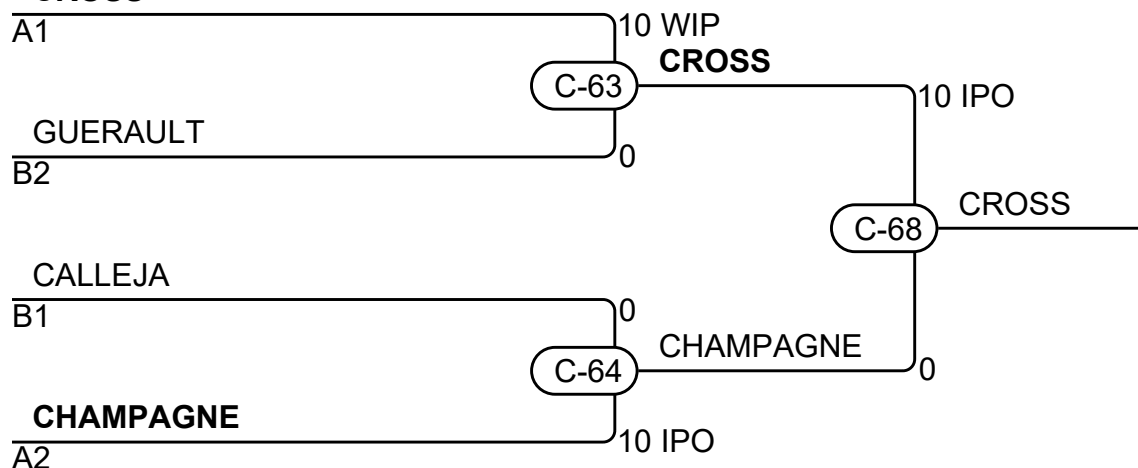 A1
10 WIP
CROSS
C-63
10 IPO
GUERAULT
B2
0
CROSS
C-68
CALLEJA
B1
0
CHAMPAGNE
C-64
0
CHAMPAGNE
A2
10 IPO